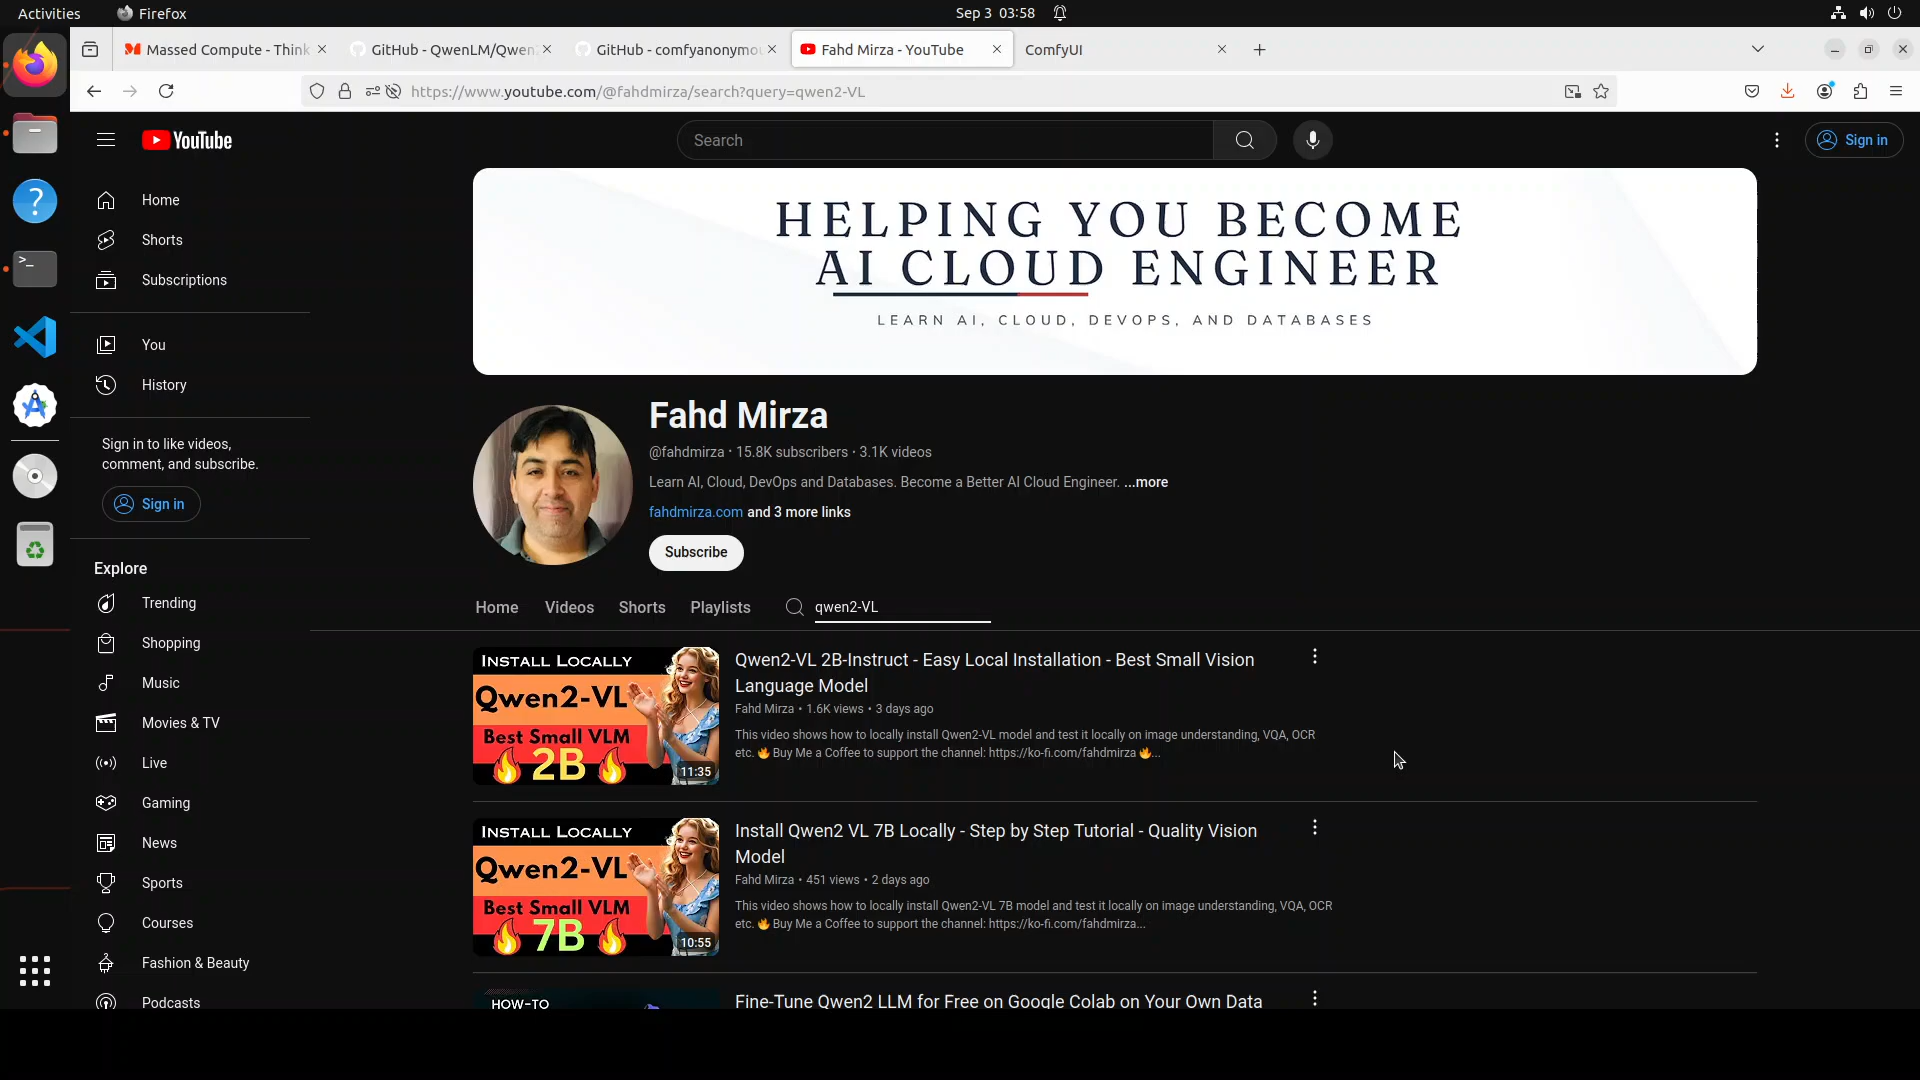 Activities
Firefox
Sep 3 03:58
Massed Compute - Think
GitHub - QwenLM/Qwen
GitHub - comfyanonymo
Fahd Mirza - YouTube
ComfyUI
https://www.youtube.com/@fahdmirza/search?query=qwen2-VL
YouTube
Search
Sign in
Home
Shorts
Subscriptions
You
History
Sign in to like videos,
comment, and subscribe.
Sign in
Explore
Trending
Shopping
Music
Movies & TV
Live
Gaming
News
Sports
Courses
Fashion & Beauty
Podcasts
HELPING YOU BECOME
AI CLOUD ENGINEER
LEARN AI, CLOUD, DEVOPS, AND DATABASES
Fahd Mirza
@fahdmirza · 15.8K subscribers · 3.1K videos
Learn AI, Cloud, DevOps and Databases. Become a Better AI Cloud Engineer. ...more
fahdmirza.com and 3 more links
Subscribe
Home
Videos
Shorts
Playlists
qwen2-VL
INSTALL LOCALLY
Qwen2-VL
Best Small VLM
🔥 2B 🔥
11:35
Qwen2-VL 2B-Instruct - Easy Local Installation - Best Small Vision
Language Model
Fahd Mirza • 1.6K views • 3 days ago
This video shows how to locally install Qwen2-VL model and test it locally on image understanding, VQA, OCR
etc. 🔥 Buy Me a Coffee to support the channel: https://ko-fi.com/fahdmirza 🔥...
INSTALL LOCALLY
Qwen2-VL
Best Small VLM
🔥 7B 🔥
10:55
Install Qwen2 VL 7B Locally - Step by Step Tutorial - Quality Vision
Model
Fahd Mirza • 451 views • 2 days ago
This video shows how to locally install Qwen2-VL 7B model and test it locally on image understanding, VQA, OCR
etc. 🔥 Buy Me a Coffee to support the channel: https://ko-fi.com/fahdmirza...
HOW-TO
Fine-Tune Qwen2 LLM for Free on Google Colab on Your Own Data